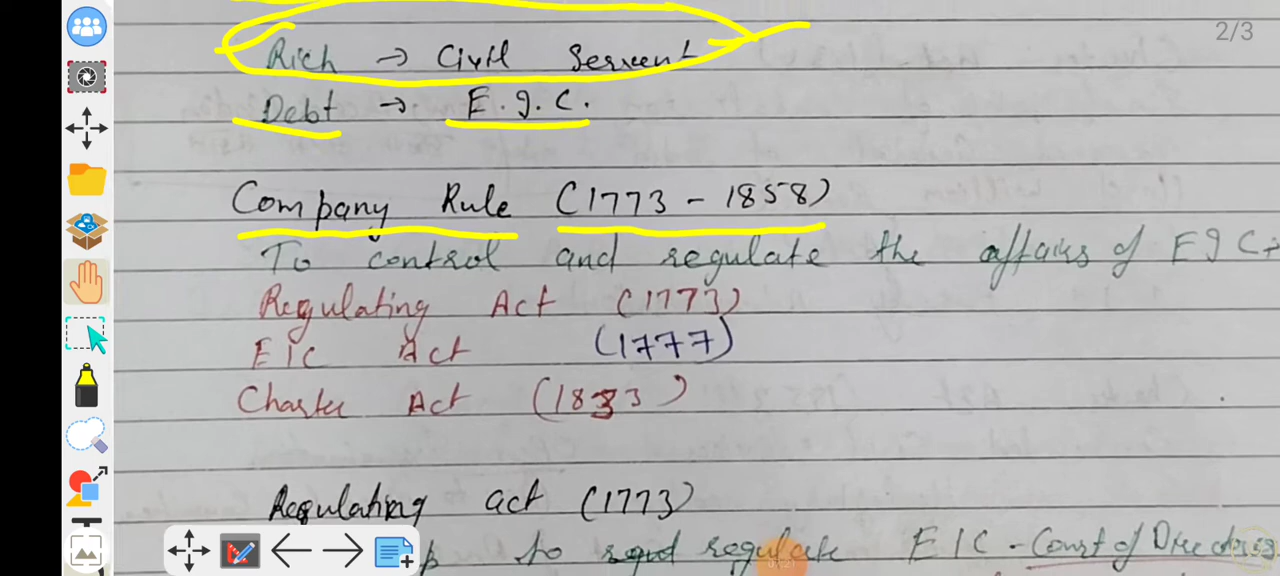 2/3
Rich → Civil Servent
Debt → E.I.C.
Company Rule (1773 - 1858)
To control and regulate the affairs of EIC:
Regulating Act (1773)
EIC Act (1777)
Charter Act (1833)
Regulating act (1773)
to regulate EIC - Court of Directors